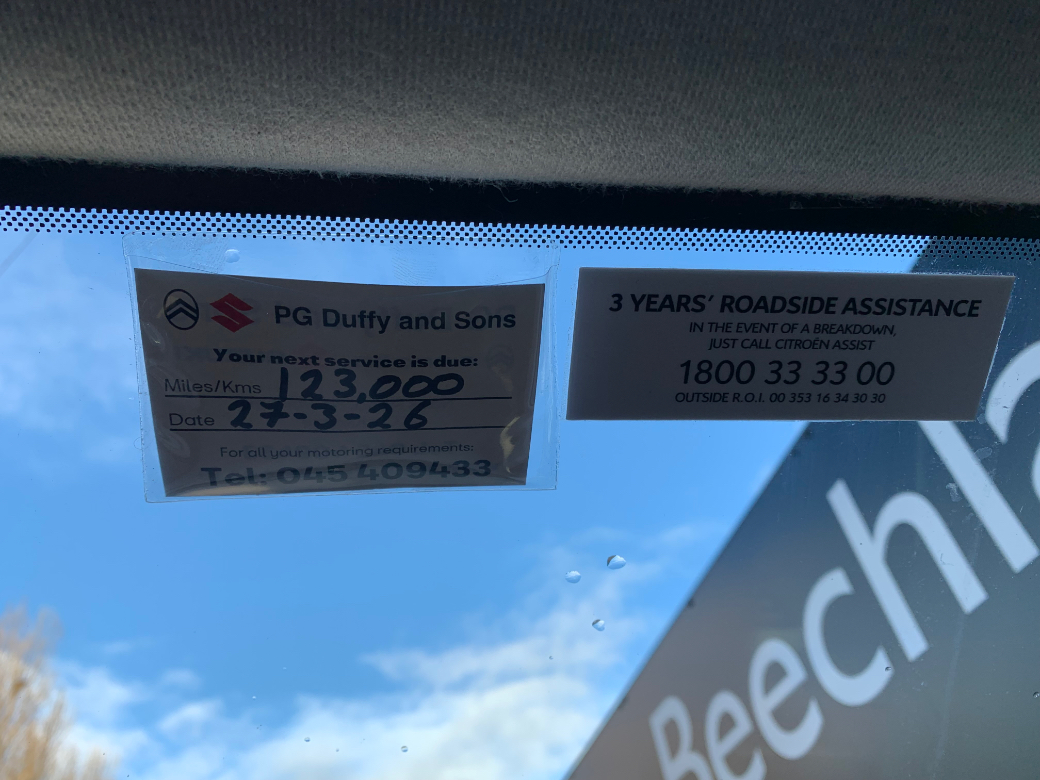 PG Duffy and Sons
Your next service is due:
Miles/Kms 123,000
Date 27-3-26
For all your motoring requirements:
Tel: 045 409433
3 YEARS' ROADSIDE ASSISTANCE
IN THE EVENT OF A BREAKDOWN,
JUST CALL CITROËN ASSIST
1800 33 33 00
OUTSIDE R.O.I. 00 353 16 34 30 30
Beechla